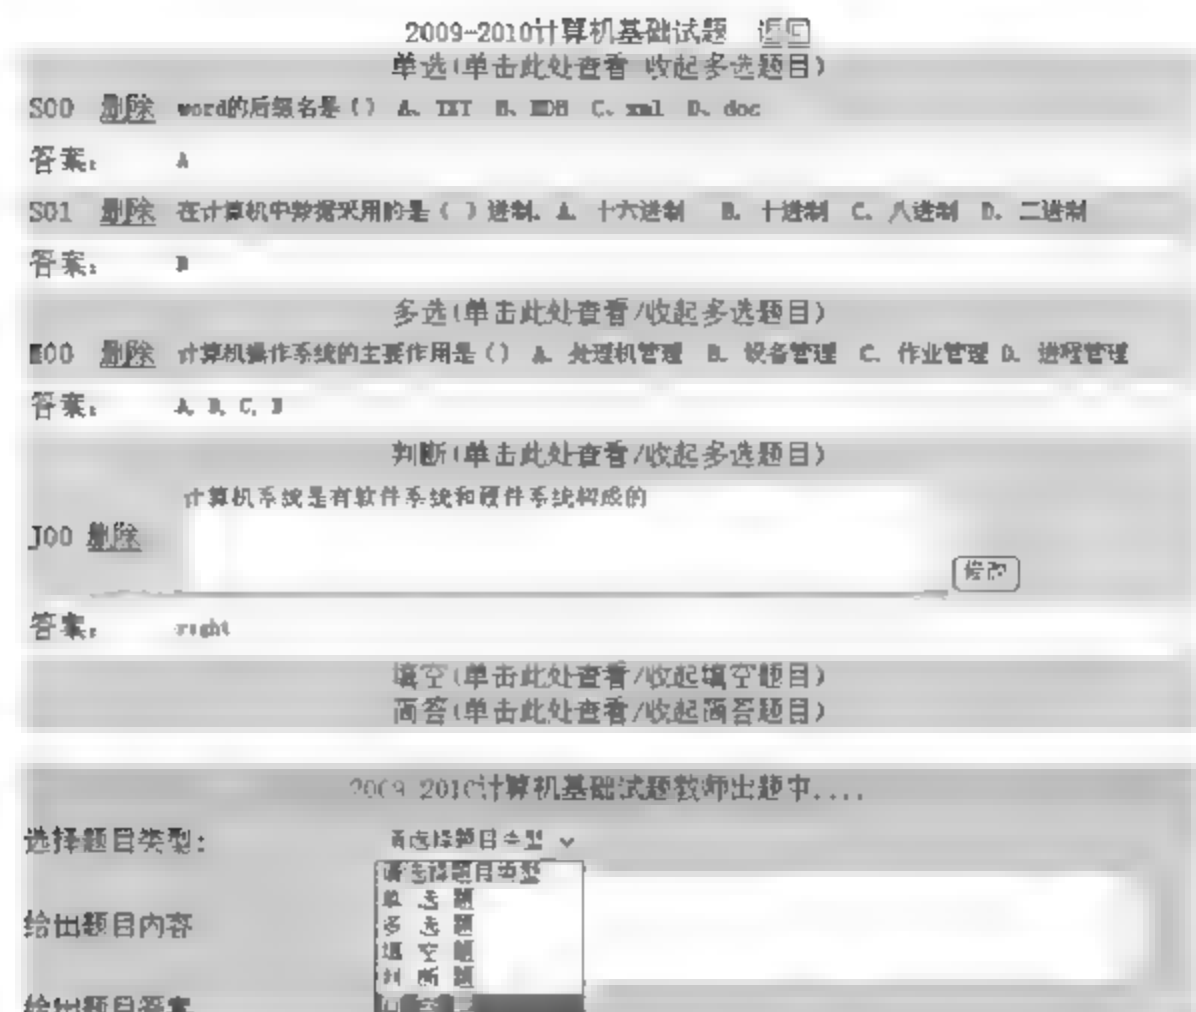 2009-2010计算机基础试题 返回
单选(单击此处查看 收起多选题目)
S00 删除 word的后缀名是() A、TXT B、MDB C、xml D、doc
答案: A
S01 删除 在计算机中数据采用的是( )进制. A. 十六进制 B. 十进制 C. 八进制 D. 二进制
答案: B
多选(单击此处查看/收起多选题目)
M00 删除 计算机操作系统的主要作用是() A. 处理机管理 B. 设备管理 C. 作业管理 D. 进程管理
答案: A, B, C,
判断(单击此处查看/收起多选题目)
计算机系统是有软件系统和硬件系统构成的
J00 删除
修改
答案: right
填空(单击此处查看/收起填空题目)
简答(单击此处查看/收起简答题目)
2009-2010计算机基础试题教师出题中....
选择题目类型: 请选择题目类型
请选择题目类型
单 选 题
给出题目内容
多 选 题
填 空 题
判 断 题
给出题目答案
简 答 题